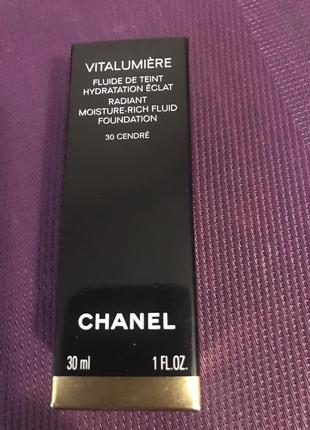 VITALUMIÈRE
FLUIDE DE TEINT
HYDRATATION ÉCLAT
RADIANT
MOISTURE-RICH FLUID
FOUNDATION
30 CENDRÉ
CHANEL
30 ml 1 FL.OZ.